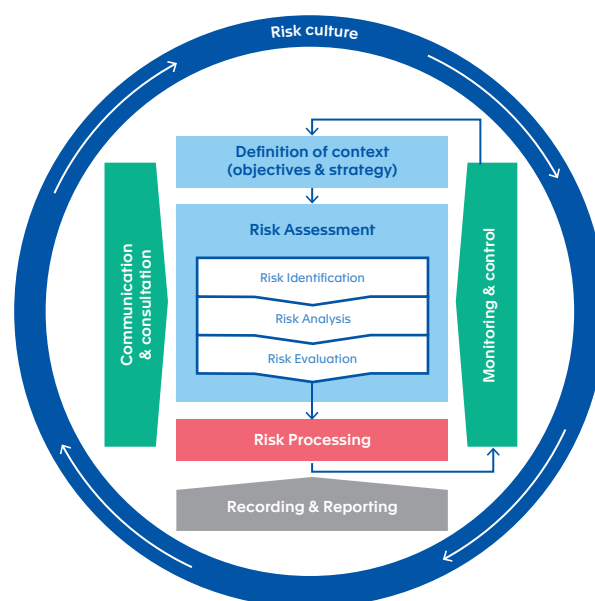 Risk culture
Definition of context
(objectives & strategy)
Risk Assessment
Risk Identification
Risk Analysis
Risk Evaluation
Communication
& consultation
Monitoring & control
Risk Processing
Recording & Reporting